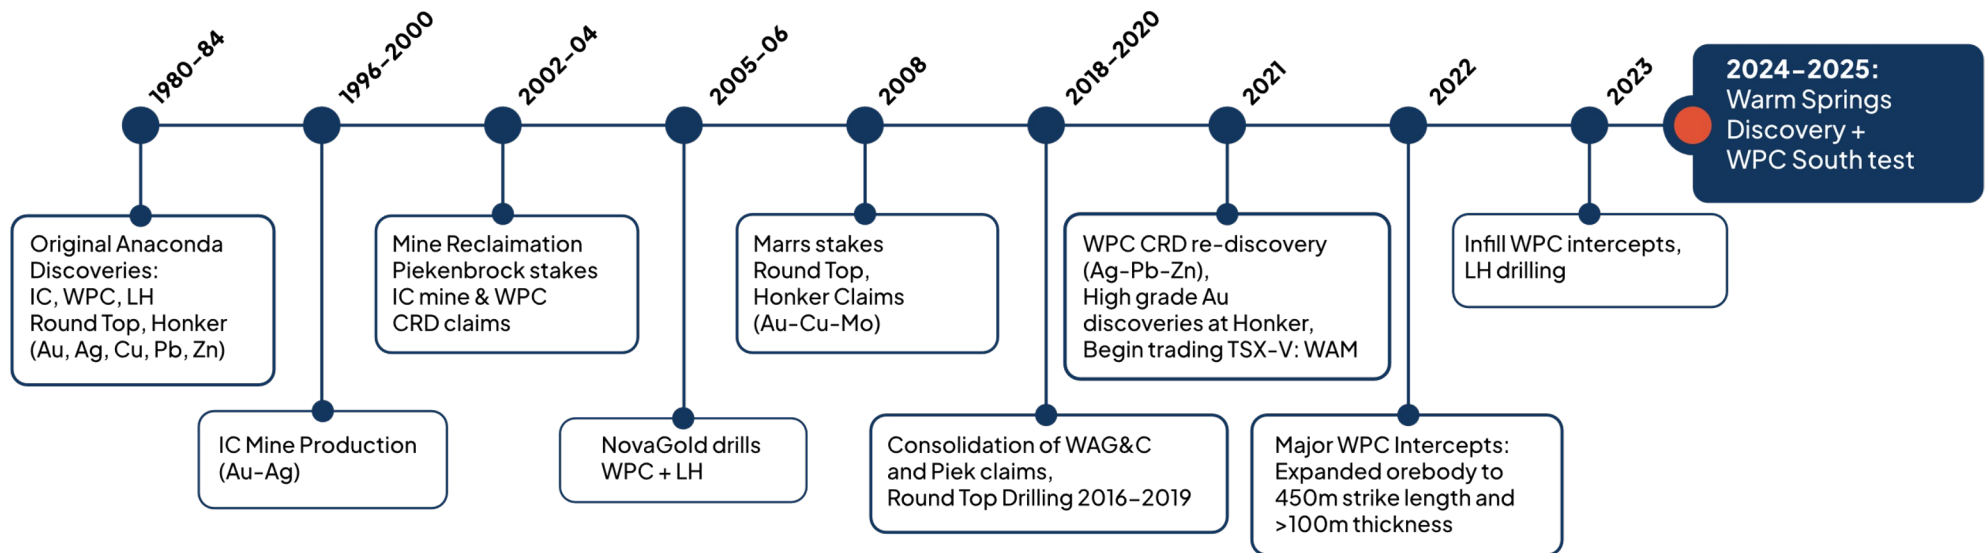 1980-84
1996-2000
2002-04
2005-06
2008
2018-2020
2021
2022
2023
2024-2025:
Warm Springs
Discovery +
WPC South test
Original Anaconda
Discoveries:
IC, WPC, LH
Round Top, Honker
(Au, Ag, Cu, Pb, Zn)
IC Mine Production
(Au-Ag)
Mine Reclaimation
Piekenbrock stakes
IC mine & WPC
CRD claims
NovaGold drills
WPC + LH
Marrs stakes
Round Top,
Honker Claims
(Au-Cu-Mo)
Consolidation of WAG&C
and Piek claims,
Round Top Drilling 2016-2019
WPC CRD re-discovery
(Ag-Pb-Zn),
High grade Au
discoveries at Honker,
Begin trading TSX-V: WAM
Major WPC Intercepts:
Expanded orebody to
450m strike length and
>100m thickness
Infill WPC intercepts,
LH drilling